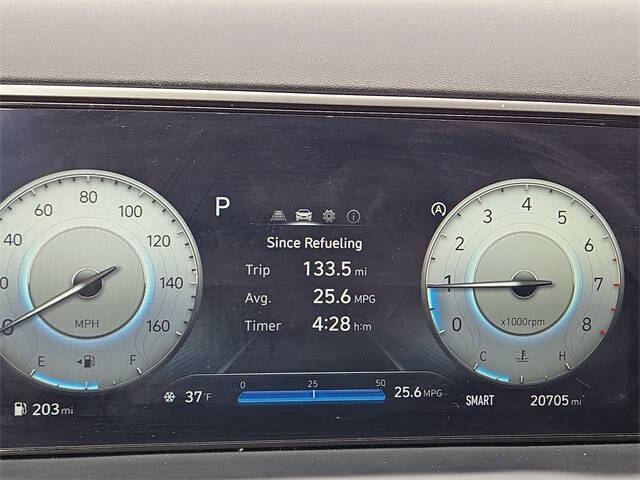 P
Since Refueling
Trip 133.5 mi
Avg. 25.6 MPG
Timer 4:28 h:m
0 40 60 80 100 120 140 160
MPH
E F
203 mi
37°F
0 25 50
25.6 MPG
A
0 1 2 3 4 5 6 7 8
x1000rpm
C H
SMART
20705 mi